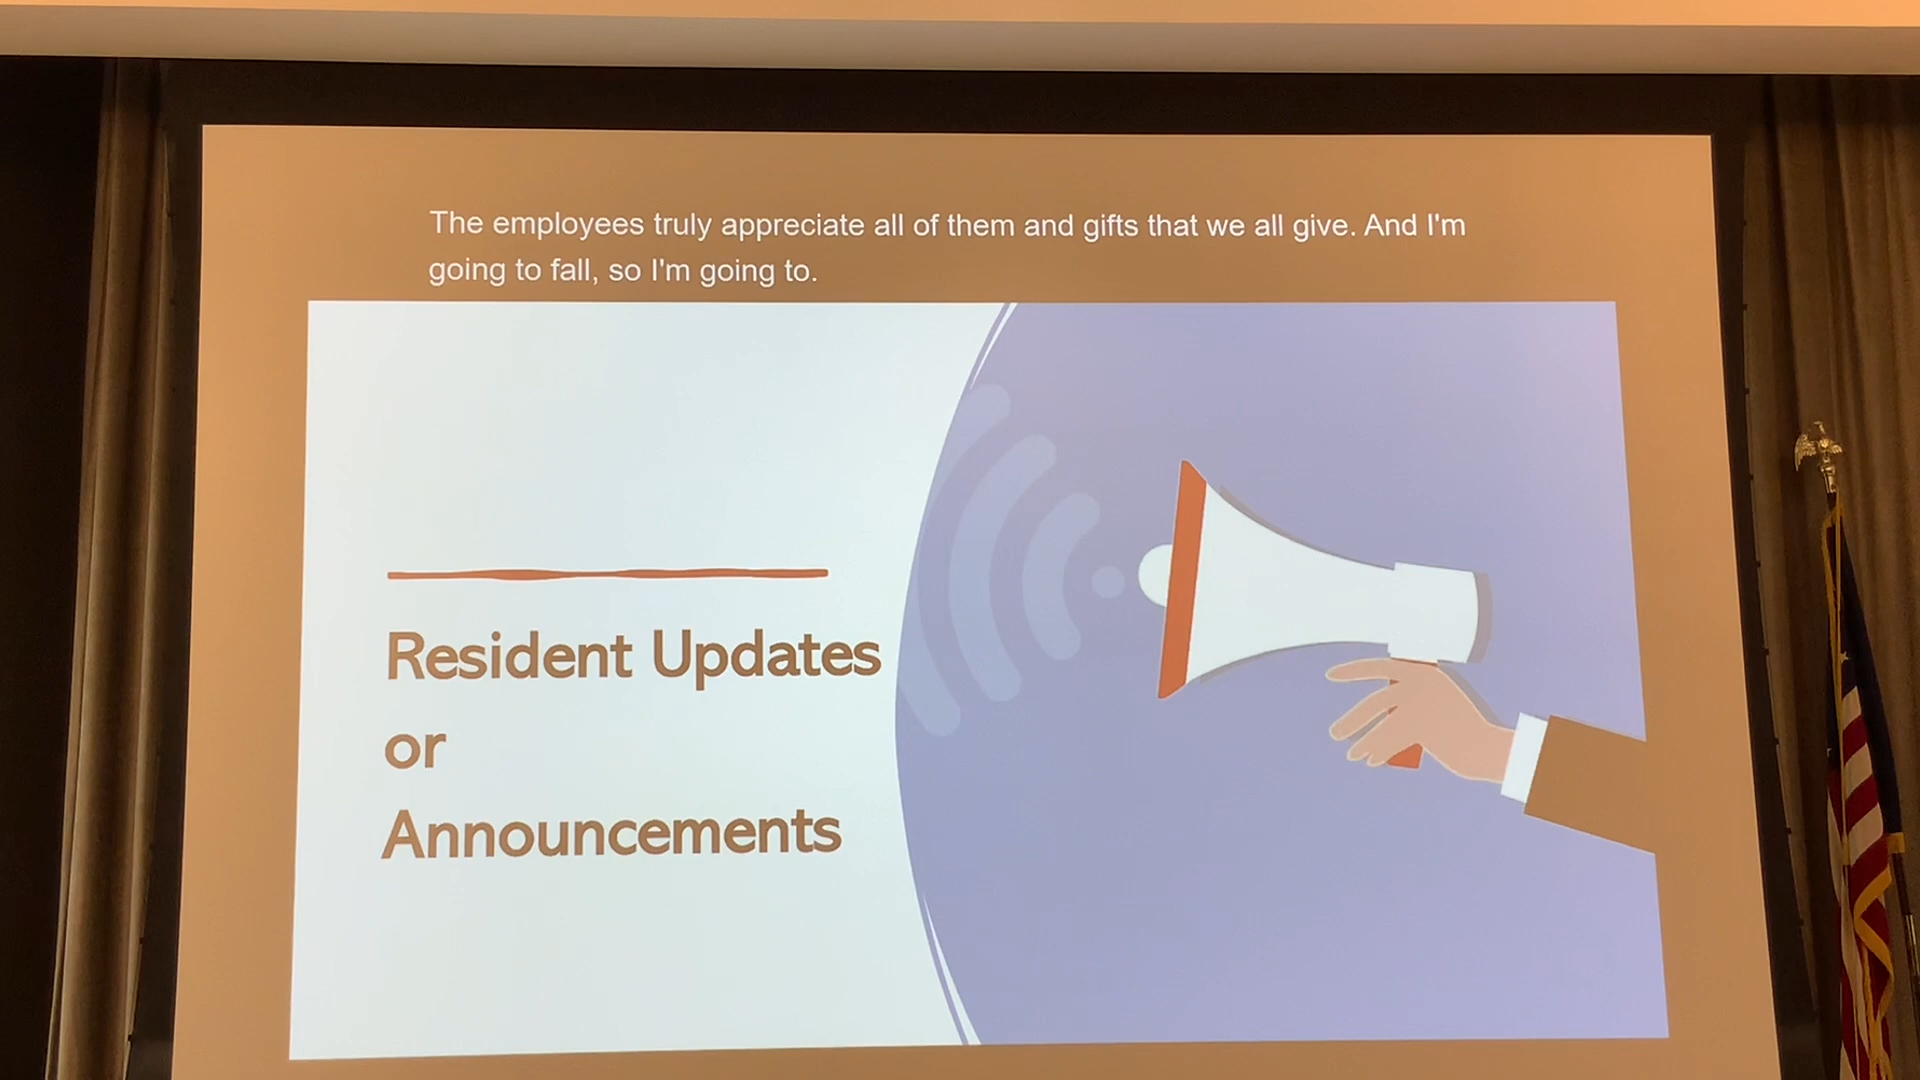 The employees truly appreciate all of them and gifts that we all give. And I'm
going to fall, so I'm going to.
Resident Updates
or
Announcements